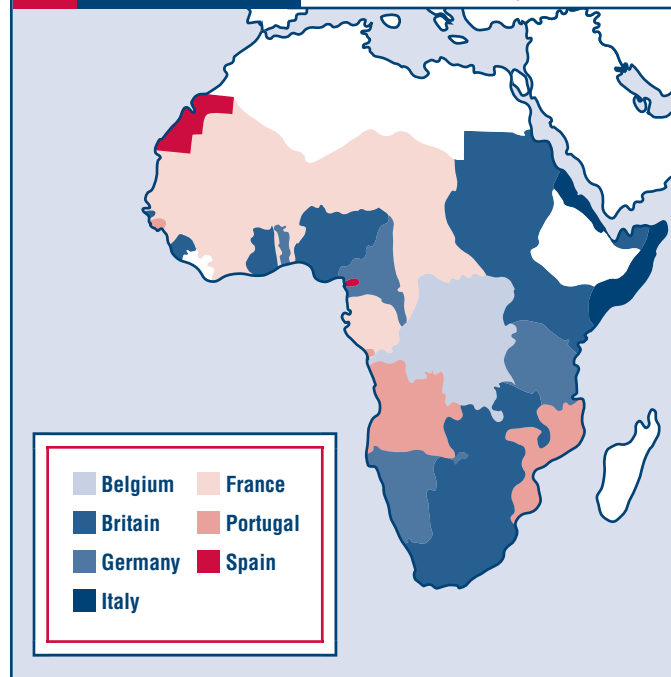 Belgium
France
Britain
Portugal
Germany
Spain
Italy